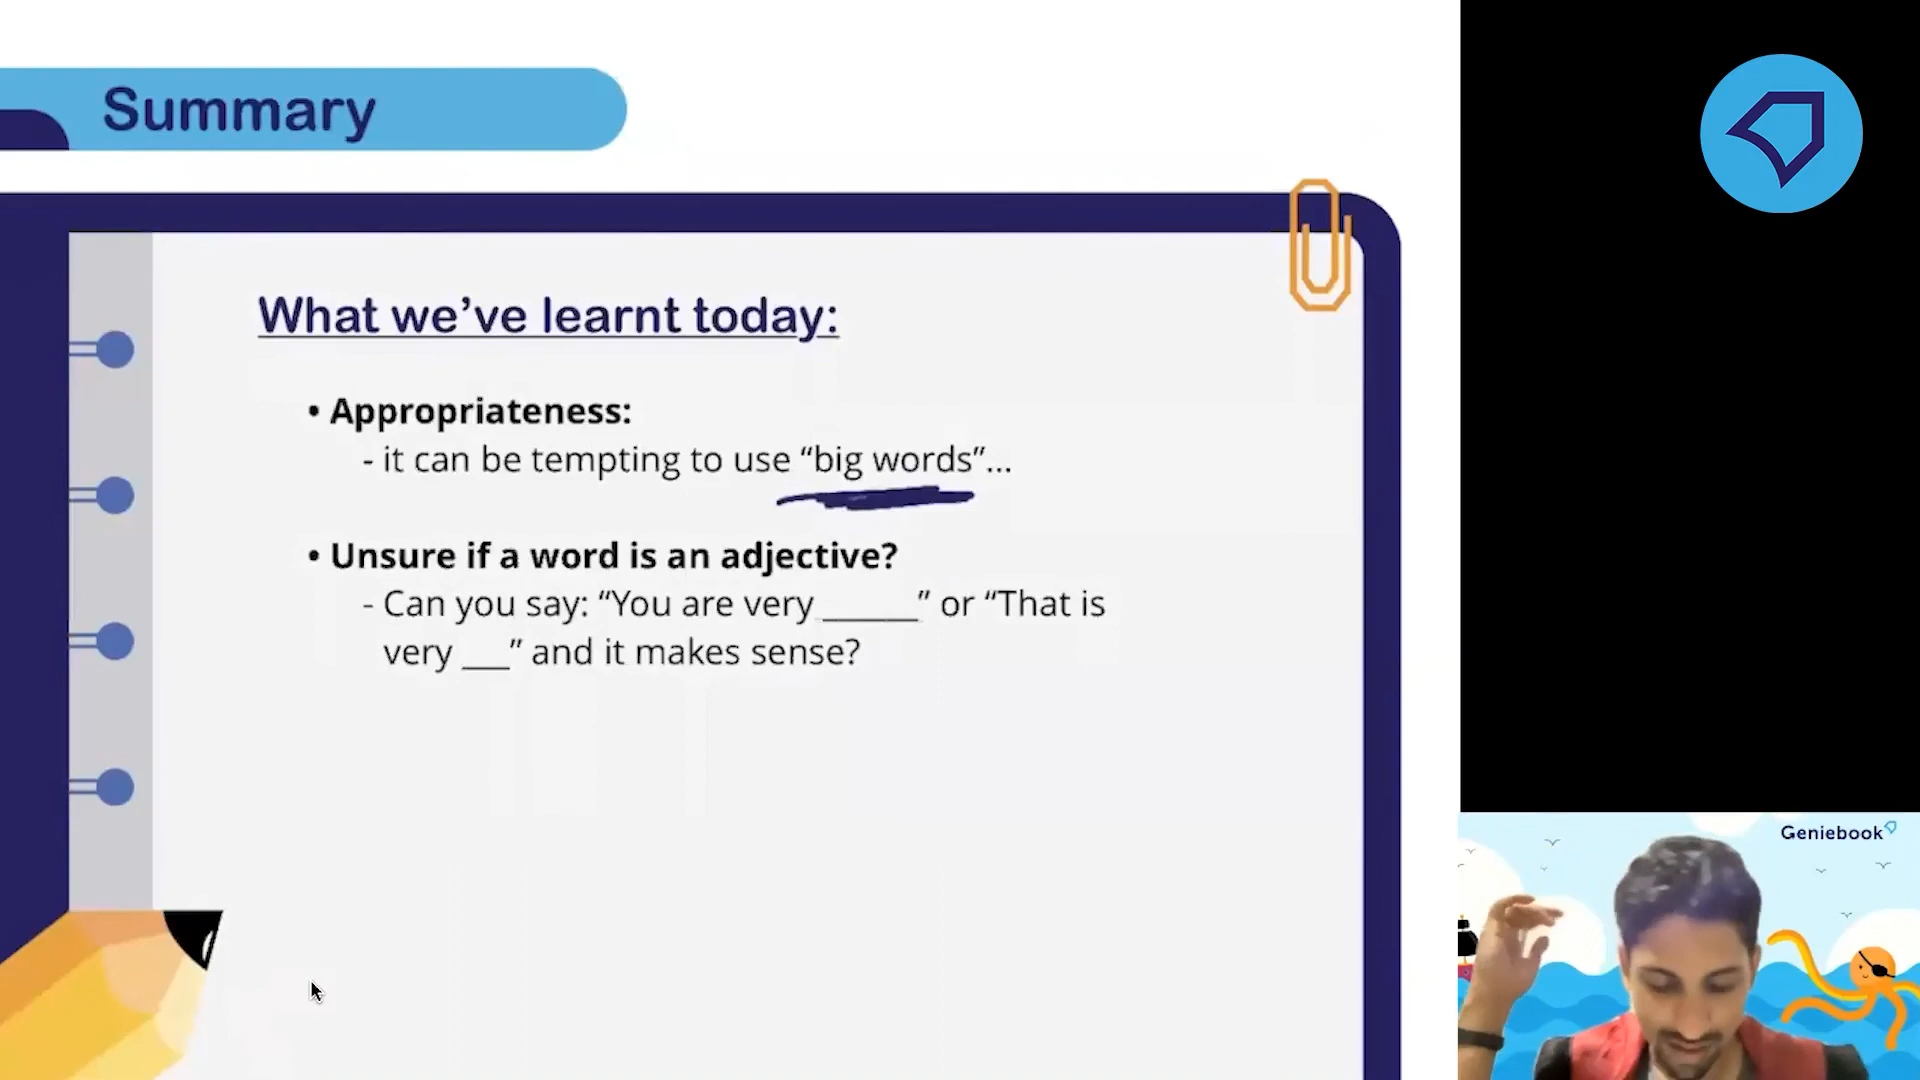 Summary
What we’ve learnt today:
• Appropriateness:
- it can be tempting to use “big words”...
• Unsure if a word is an adjective?
- Can you say: “You are very ______” or “That is
very ___” and it makes sense?
Geniebook